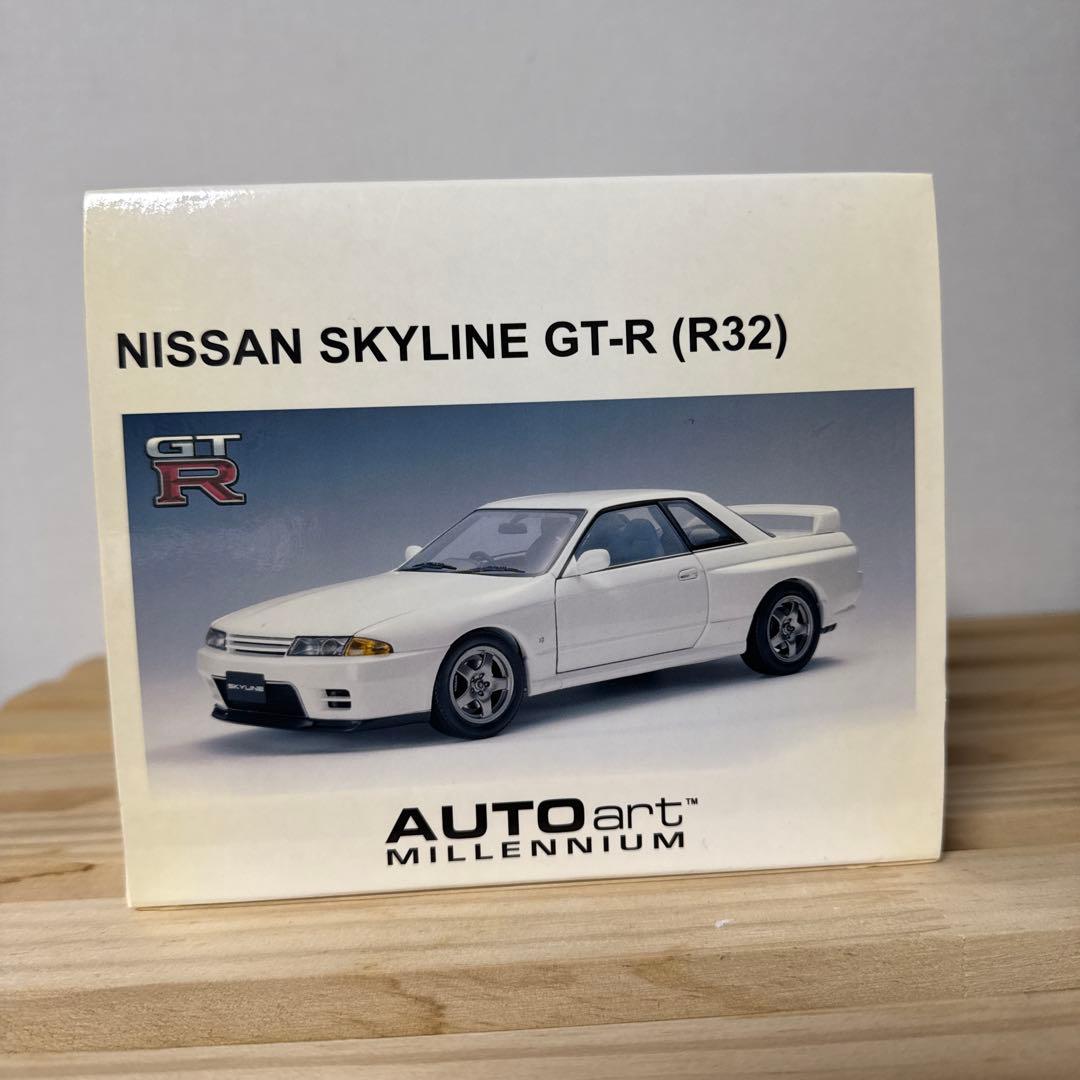 NISSAN SKYLINE GT-R (R32)
GT
R
SKYLINE
AUTOart™
MILLENNIUM